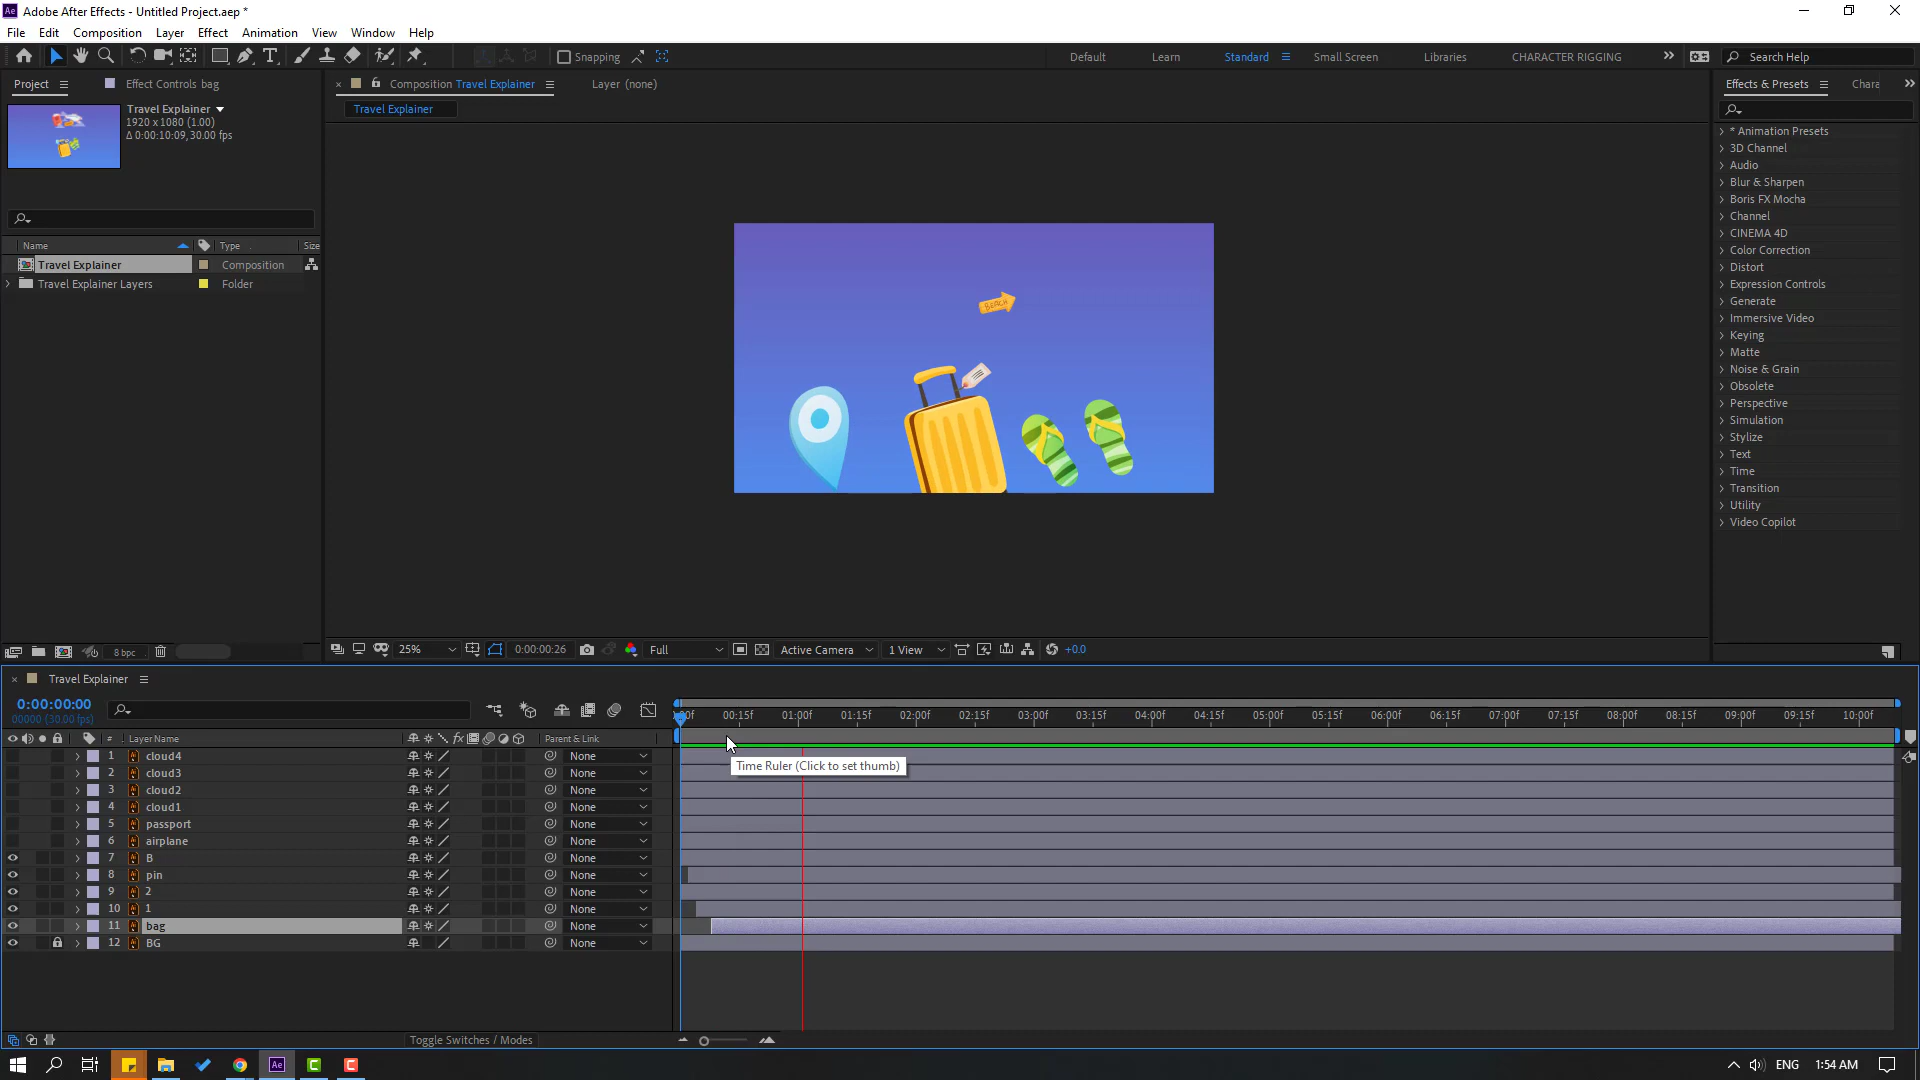 Adobe After Effects - Untitled Project.aep *
File Edit Composition Layer Effect Animation View Window Help
Snapping Default Learn Standard Small Screen Libraries CHARACTER RIGGING Search Help
Project Effect Controls bag
Composition Travel Explainer Layer (none)
Effects & Presets Chara
Travel Explainer
Travel Explainer
1920 x 1080 (1.00)
Δ 0:00:10:09, 30.00 fps
* Animation Presets
3D Channel
Audio
Blur & Sharpen
Boris FX Mocha
Channel
CINEMA 4D
Color Correction
Distort
Expression Controls
Generate
Immersive Video
Keying
Matte
Noise & Grain
Obsolete
Perspective
Simulation
Stylize
Text
Time
Transition
Utility
Video Copilot
Name Type Size
Travel Explainer Composition
Travel Explainer Layers Folder
BEACH
8 bpc
25% 0:00:00:26 Full Active Camera 1 View +0.0
Travel Explainer
0:00:00:00
00000 (30.00 fps)
00f 00:15f 01:00f 01:15f 02:00f 02:15f 03:00f 03:15f 04:00f 04:15f 05:00f 05:15f 06:00f 06:15f 07:00f 07:15f 08:00f 08:15f 09:00f 09:15f 10:00f
# Layer Name fx Parent & Link
1 cloud4 None
2 cloud3 None
3 cloud2 None
4 cloud1 None
5 passport None
6 airplane None
7 B None
8 pin None
9 2 None
10 1 None
11 bag None
12 BG None
Time Ruler (Click to set thumb)
Toggle Switches / Modes
Ae
ENG 1:54 AM